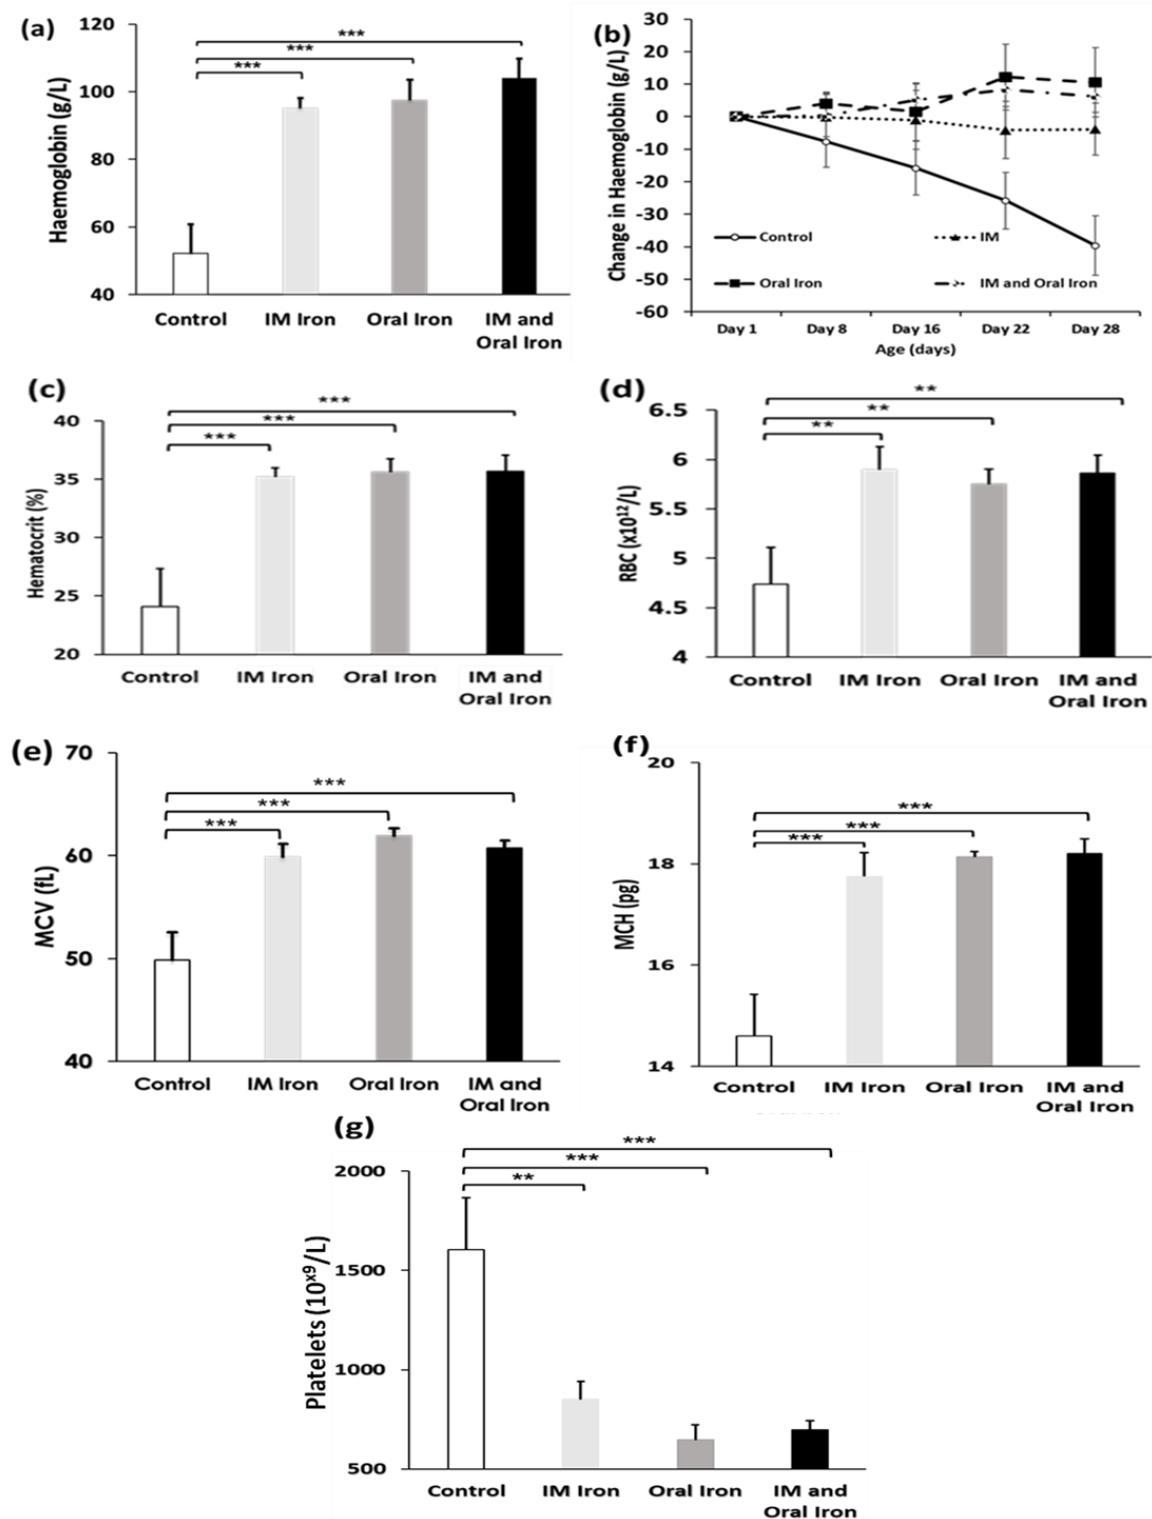 (a)
Haemoglobin (g/L)
120
100
80
60
40
***
***
***
Control
IM Iron
Oral Iron
IM and
Oral Iron
(b)
Change in Haemoglobin (g/L)
30
20
10
0
-10
-20
-30
-40
-50
-60
Control
IM
Oral Iron
IM and Oral Iron
Day 1
Day 8
Day 16
Day 22
Day 28
Age (days)
(c)
Hematocrit (%)
40
35
30
25
20
***
***
***
Control
IM Iron
Oral Iron
IM and
Oral Iron
(d)
RBC (x10¹²/L)
6.5
6
5.5
5
4.5
4
**
**
**
Control
IM Iron
Oral Iron
IM and
Oral Iron
(e)
MCV (fL)
70
60
50
40
***
***
***
Control
IM Iron
Oral Iron
IM and
Oral Iron
(f)
MCH (pg)
20
18
16
14
***
***
***
Control
IM Iron
Oral Iron
IM and
Oral Iron
(g)
Platelets (10ˣ⁹/L)
2000
1500
1000
500
***
***
**
Control
IM Iron
Oral Iron
IM and
Oral Iron